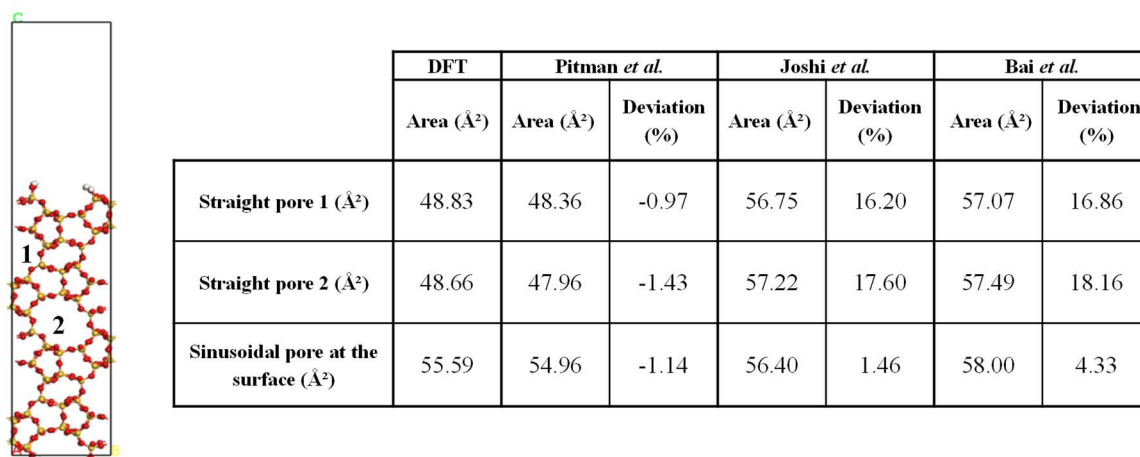 C
1
2
A
B
DFT Pitman et al. Joshi et al. Bai et al.
Area (Å²) Area (Å²) Deviation (%) Area (Å²) Deviation (%) Area (Å²) Deviation (%)
Straight pore 1 (Å²) 48.83 48.36 -0.97 56.75 16.20 57.07 16.86
Straight pore 2 (Å²) 48.66 47.96 -1.43 57.22 17.60 57.49 18.16
Sinusoidal pore at the surface (Å²) 55.59 54.96 -1.14 56.40 1.46 58.00 4.33